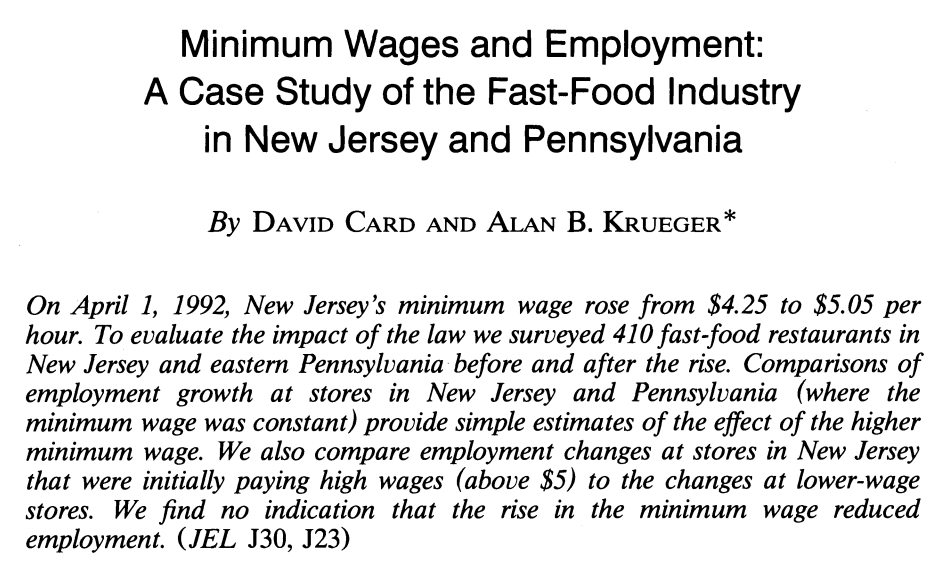 Minimum Wages and Employment:
A Case Study of the Fast-Food Industry
in New Jersey and Pennsylvania
By DAVID CARD AND ALAN B. KRUEGER*
On April 1, 1992, New Jersey's minimum wage rose from $4.25 to $5.05 per
hour. To evaluate the impact of the law we surveyed 410 fast-food restaurants in
New Jersey and eastern Pennsylvania before and after the rise. Comparisons of
employment growth at stores in New Jersey and Pennsylvania (where the
minimum wage was constant) provide simple estimates of the effect of the higher
minimum wage. We also compare employment changes at stores in New Jersey
that were initially paying high wages (above $5) to the changes at lower-wage
stores. We find no indication that the rise in the minimum wage reduced
employment. (JEL J30, J23)